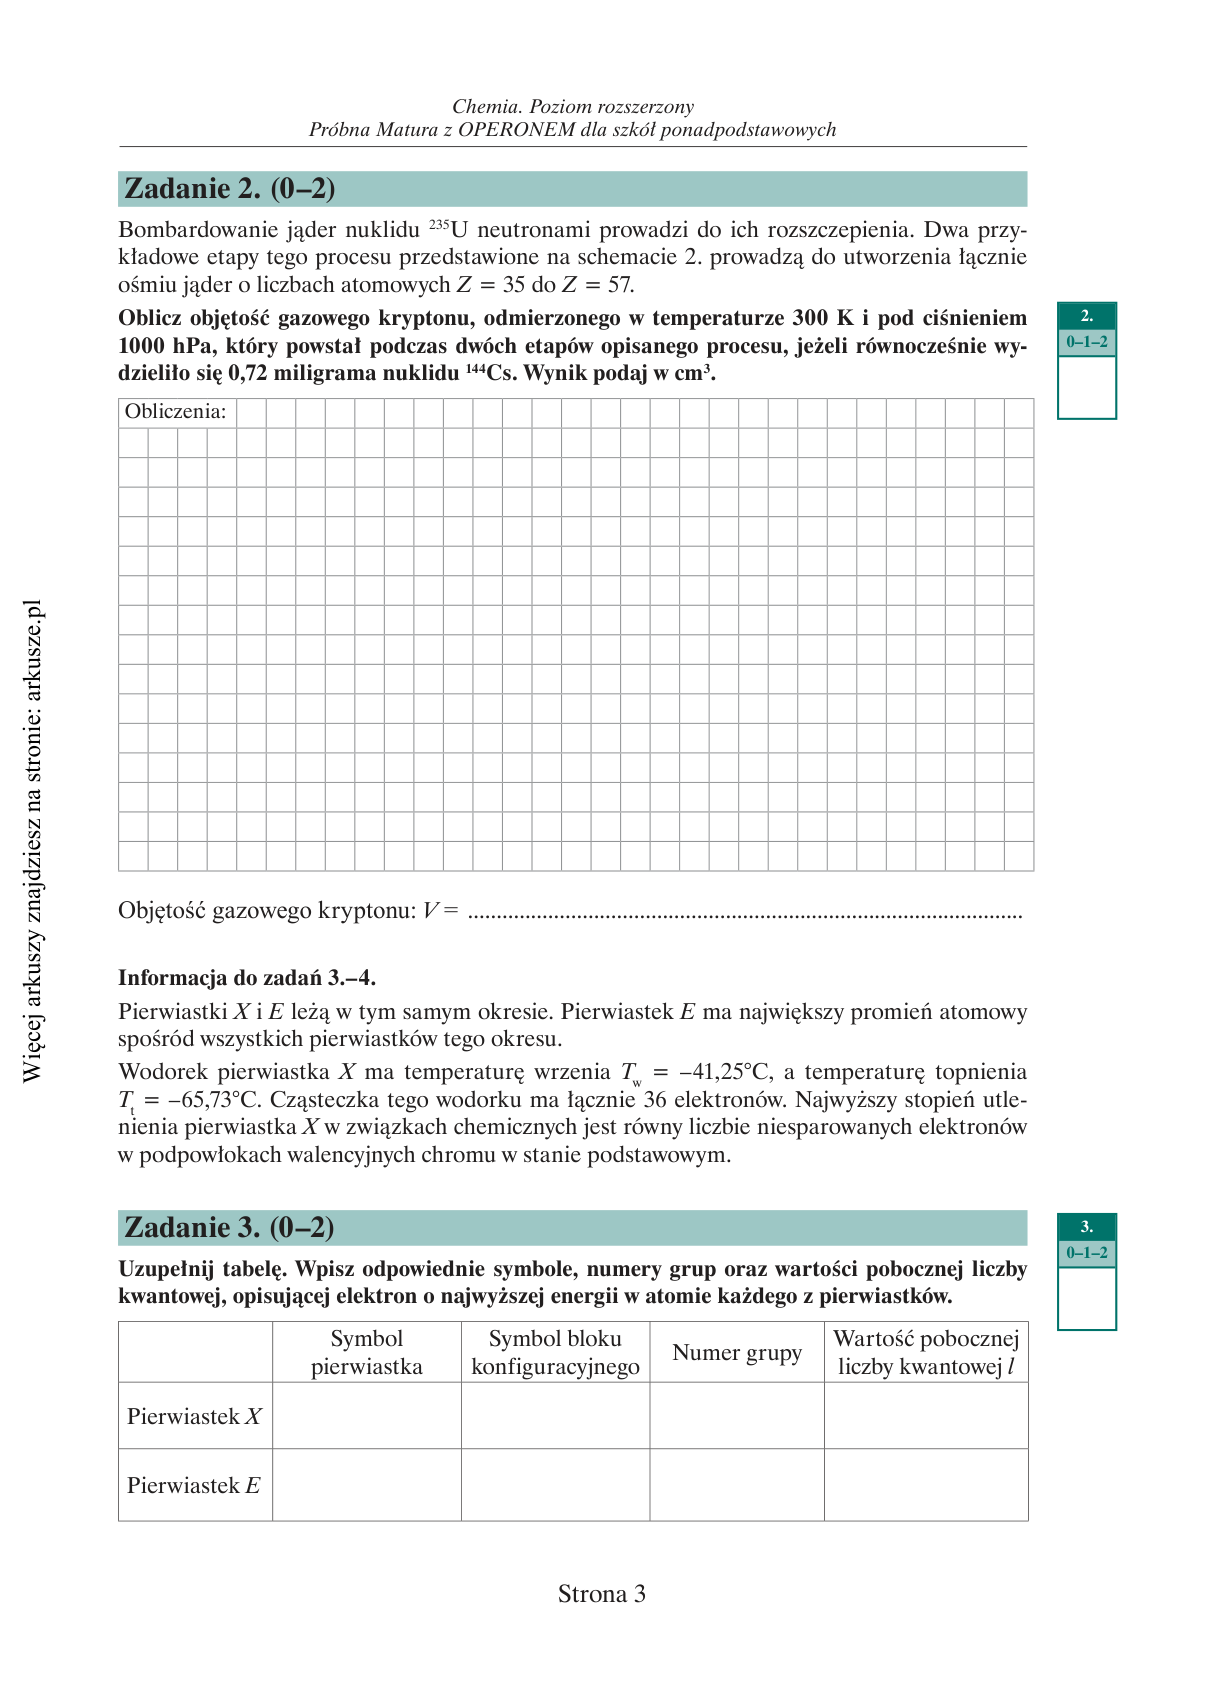 Chemia. Poziom rozszerzony
Próbna Matura z OPERONEM dla szkół ponadpodstawowych
Zadanie 2. (0–2)
Bombardowanie jąder nuklidu ²³⁵U neutronami prowadzi do ich rozszczepienia. Dwa przy-
kładowe etapy tego procesu przedstawione na schemacie 2. prowadzą do utworzenia łącznie
ośmiu jąder o liczbach atomowych Z = 35 do Z = 57.
Oblicz objętość gazowego kryptonu, odmierzonego w temperaturze 300 K i pod ciśnieniem
1000 hPa, który powstał podczas dwóch etapów opisanego procesu, jeżeli równocześnie wy-
dzieliło się 0,72 miligrama nuklidu ¹⁴⁴Cs. Wynik podaj w cm³.
2.
0–1–2
Obliczenia:
Objętość gazowego kryptonu: V = ................................................................................................
Informacja do zadań 3.–4.
Pierwiastki X i E leżą w tym samym okresie. Pierwiastek E ma największy promień atomowy
spośród wszystkich pierwiastków tego okresu.
Wodorek pierwiastka X ma temperaturę wrzenia T_w = –41,25°C, a temperaturę topnienia
T_t = –65,73°C. Cząsteczka tego wodorku ma łącznie 36 elektronów. Najwyższy stopień utle-
nienia pierwiastka X w związkach chemicznych jest równy liczbie niesparowanych elektronów
w podpowłokach walencyjnych chromu w stanie podstawowym.
Zadanie 3. (0–2)
Uzupełnij tabelę. Wpisz odpowiednie symbole, numery grup oraz wartości pobocznej liczby
kwantowej, opisującej elektron o najwyższej energii w atomie każdego z pierwiastków.
3.
0–1–2
Symbol
pierwiastka
Symbol bloku
konfiguracyjnego
Numer grupy
Wartość pobocznej
liczby kwantowej l
Pierwiastek X
Pierwiastek E
Strona 3
Więcej arkuszy znajdziesz na stronie: arkusze.pl